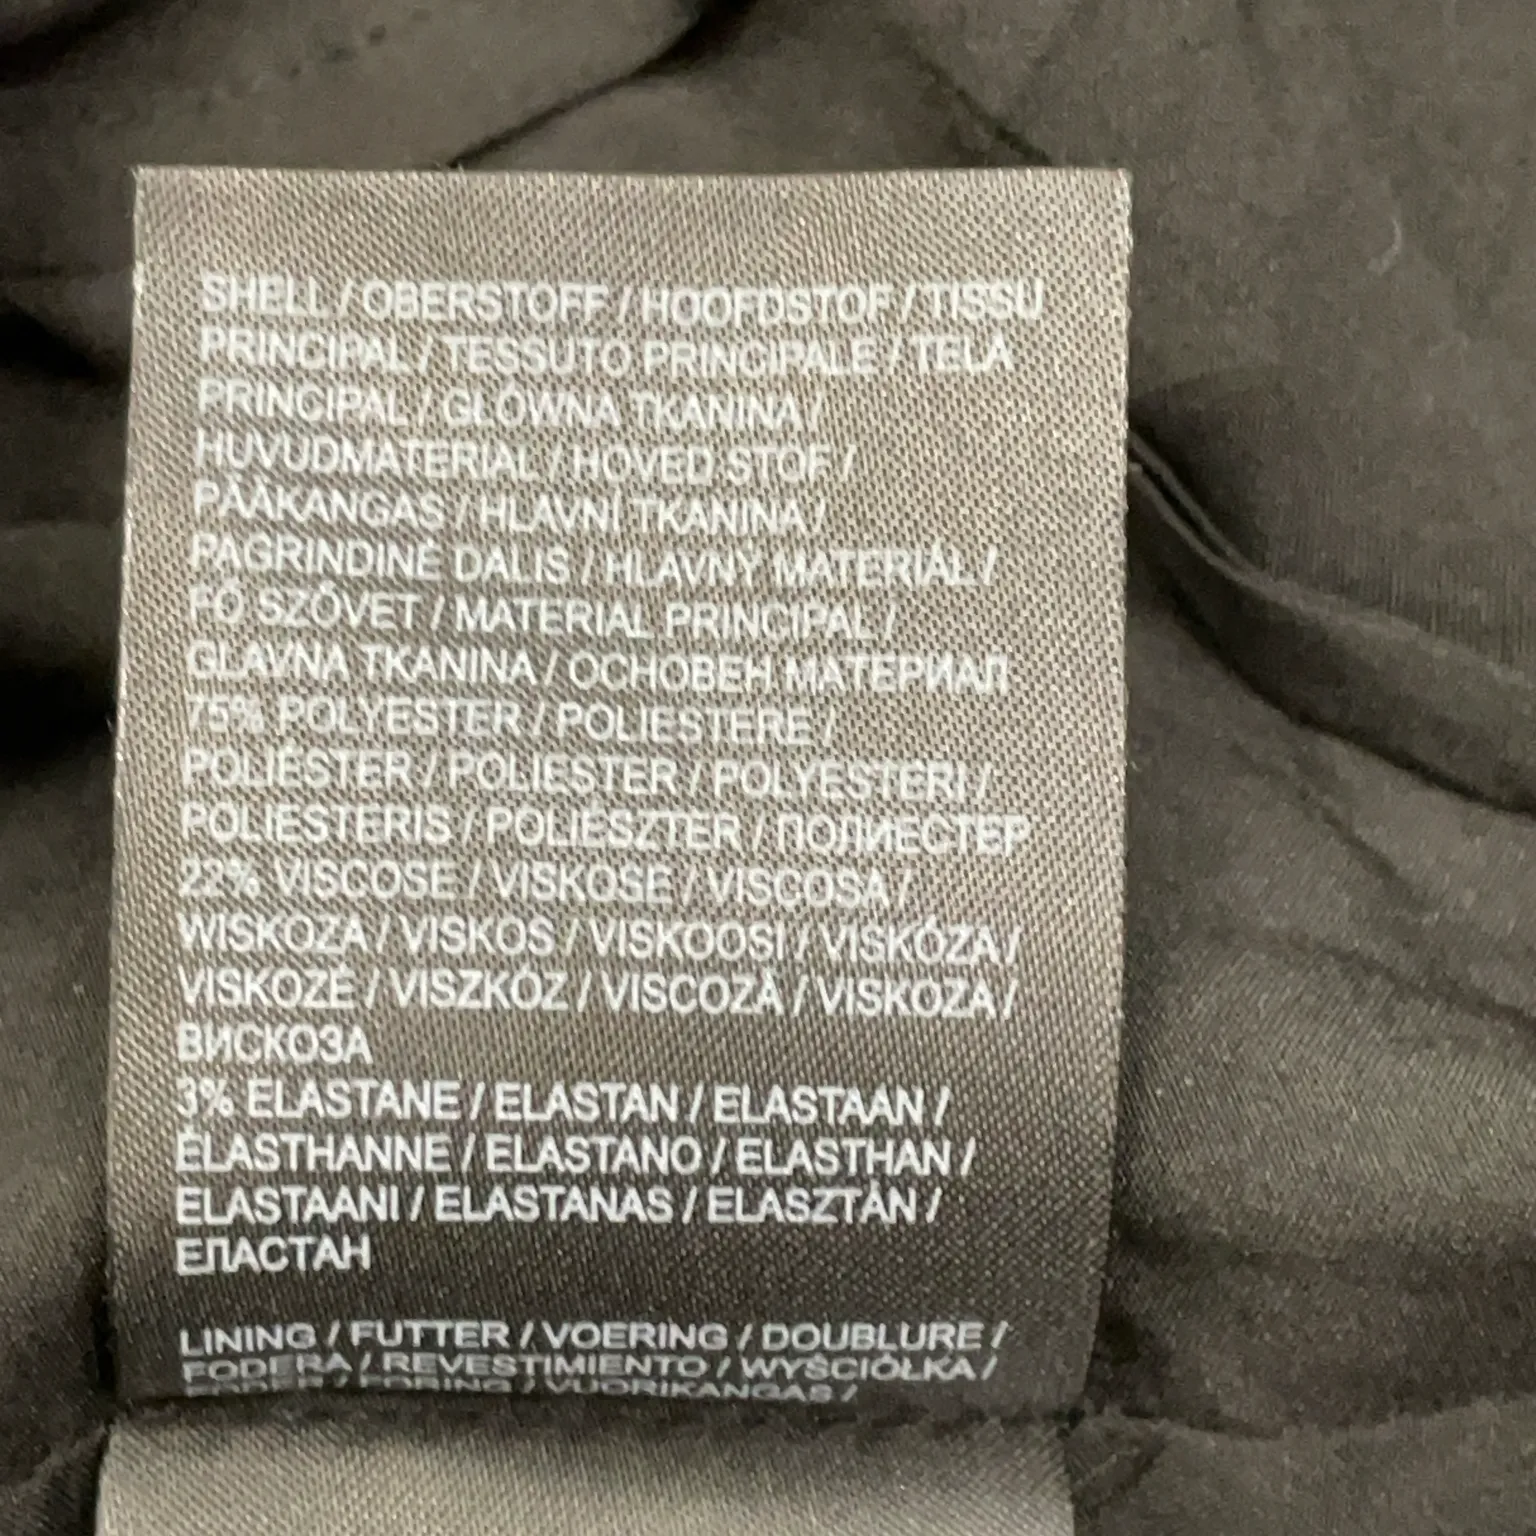 SHELL / OBERSTOFF / HOOFDSTOF / TISSU
PRINCIPAL / TESSUTO PRINCIPALE / TELA
PRINCIPAL / GŁÓWNA TKANINA /
HUVUDMATERIAL / HOVED STOF /
PÄÄKANGAS / HLAVNÍ TKANINA /
PAGRINDINĖ DALIS / HLAVNÝ MATERIÁL /
FŐ SZÖVET / MATERIAL PRINCIPAL /
GLAVNA TKANINA / ОСНОВЕН МАТЕРИАЛ
75% POLYESTER / POLIESTERE /
POLIÉSTER / POLIESTER / POLYESTERI /
POLIESTERIS / POLIÉSZTER / ПОЛИЕСТЕР
22% VISCOSE / VISKOSE / VISCOSA /
WISKOZA / VISKOS / VISKOOSI / VISKÓZA /
VISKOZĖ / VISZKÓZ / VISCOZĂ / VISKOZA /
ВИСКОЗА
3% ELASTANE / ELASTAN / ELASTAAN /
ÉLASTHANNE / ELASTANO / ELASTHAN /
ELASTAANI / ELASTANAS / ELASZTÁN /
ЕЛАСТАН
LINING / FUTTER / VOERING / DOUBLURE /
FODERA / REVESTIMIENTO / WYŚCIÓŁKA /
FODER / FORING / VUORIKANGAS /